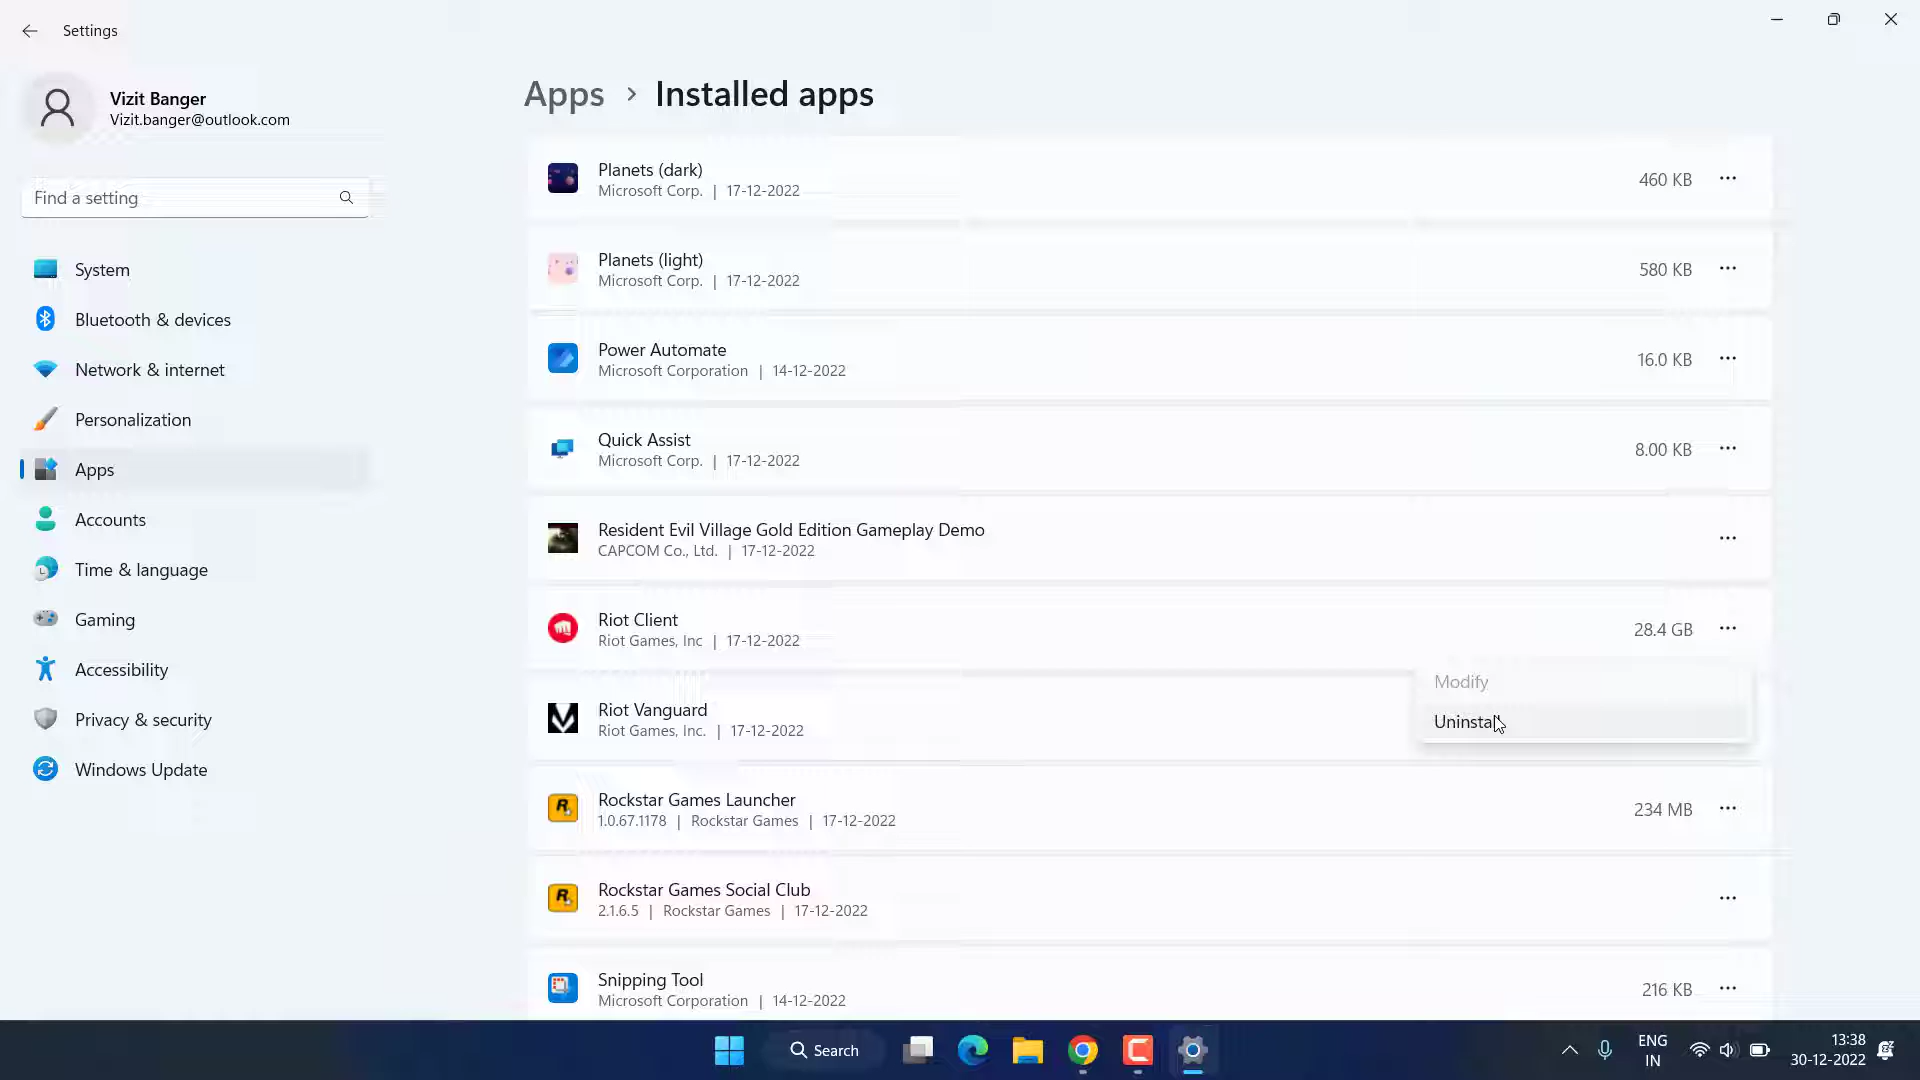 Settings
Vizit Banger
Vizit.banger@outlook.com
Find a setting
System
Bluetooth & devices
Network & internet
Personalization
Apps
Accounts
Time & language
Gaming
Accessibility
Privacy & security
Windows Update
Apps > Installed apps
Planets (dark)
Microsoft Corp. | 17-12-2022
460 KB
Planets (light)
Microsoft Corp. | 17-12-2022
580 KB
Power Automate
Microsoft Corporation | 14-12-2022
16.0 KB
Quick Assist
Microsoft Corp. | 17-12-2022
8.00 KB
Resident Evil Village Gold Edition Gameplay Demo
CAPCOM Co., Ltd. | 17-12-2022
Riot Client
Riot Games, Inc | 17-12-2022
28.4 GB
Modify
Uninstall
Riot Vanguard
Riot Games, Inc. | 17-12-2022
Rockstar Games Launcher
1.0.67.1178 | Rockstar Games | 17-12-2022
234 MB
Rockstar Games Social Club
2.1.6.5 | Rockstar Games | 17-12-2022
Snipping Tool
Microsoft Corporation | 14-12-2022
216 KB
Search
ENG
IN
13:38
30-12-2022